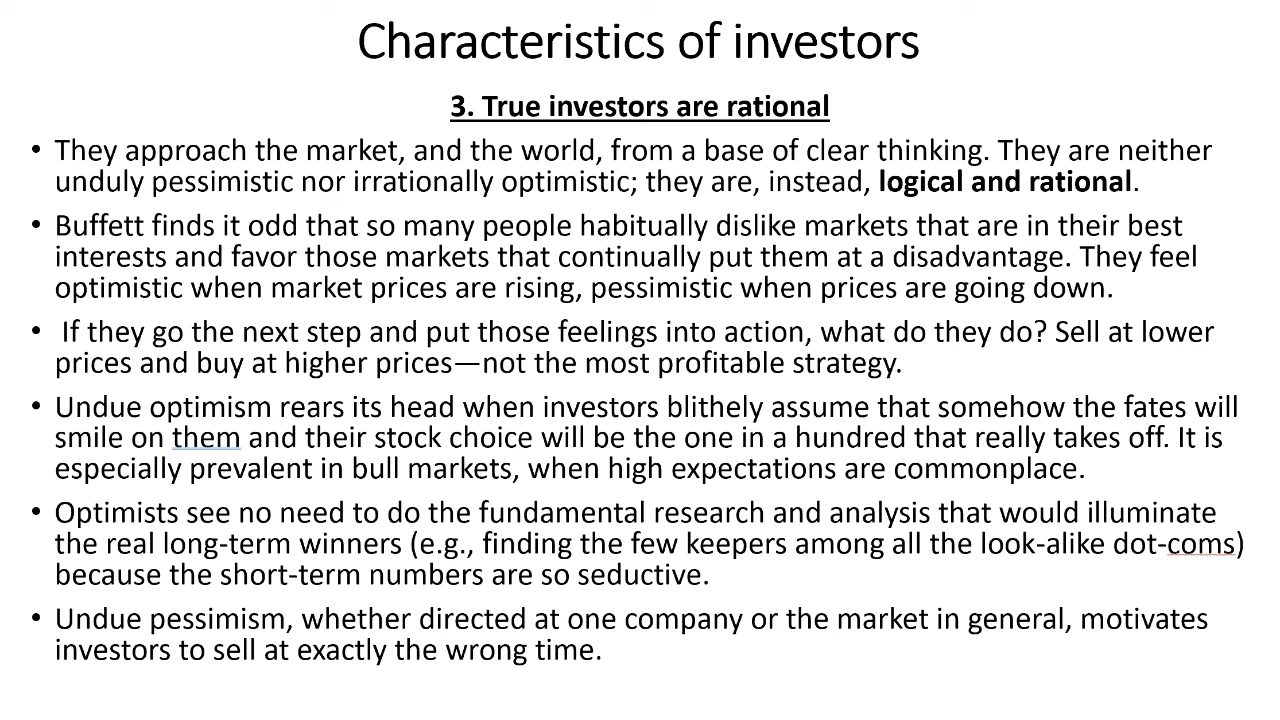 Characteristics of investors
3. True investors are rational
• They approach the market, and the world, from a base of clear thinking. They are neither
unduly pessimistic nor irrationally optimistic; they are, instead, logical and rational.
• Buffett finds it odd that so many people habitually dislike markets that are in their best
interests and favor those markets that continually put them at a disadvantage. They feel
optimistic when market prices are rising, pessimistic when prices are going down.
• If they go the next step and put those feelings into action, what do they do? Sell at lower
prices and buy at higher prices—not the most profitable strategy.
• Undue optimism rears its head when investors blithely assume that somehow the fates will
smile on them and their stock choice will be the one in a hundred that really takes off. It is
especially prevalent in bull markets, when high expectations are commonplace.
• Optimists see no need to do the fundamental research and analysis that would illuminate
the real long-term winners (e.g., finding the few keepers among all the look-alike dot-coms)
because the short-term numbers are so seductive.
• Undue pessimism, whether directed at one company or the market in general, motivates
investors to sell at exactly the wrong time.